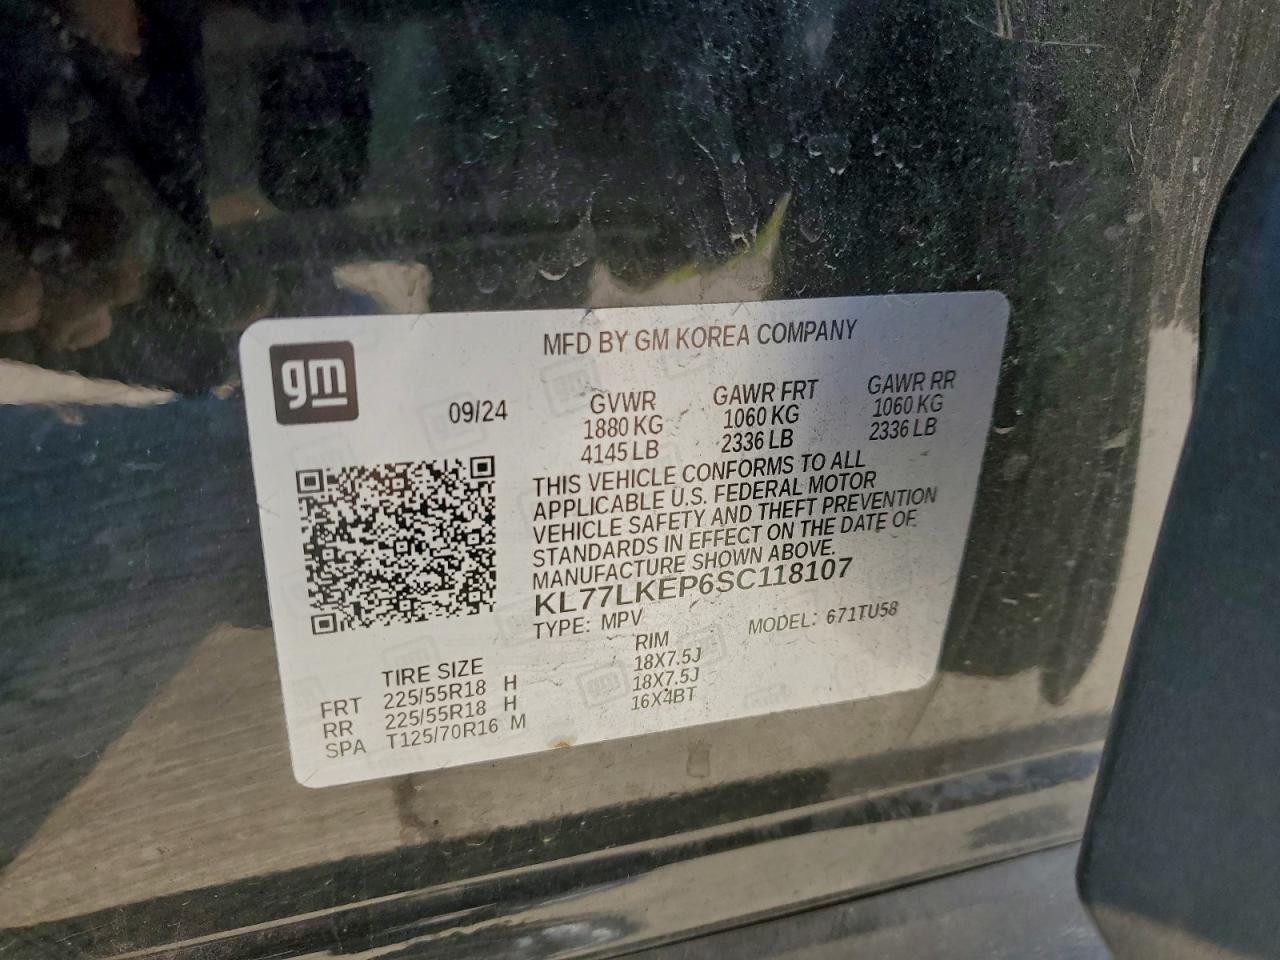 gm
MFD BY GM KOREA COMPANY
09/24
GVWR GAWR FRT GAWR RR
1880 KG 1060 KG 1060 KG
4145 LB 2336 LB 2336 LB
THIS VEHICLE CONFORMS TO ALL
APPLICABLE U.S. FEDERAL MOTOR
VEHICLE SAFETY AND THEFT PREVENTION
STANDARDS IN EFFECT ON THE DATE OF
MANUFACTURE SHOWN ABOVE.
KL77LKEP6SC118107
TYPE: MPV MODEL: 671TU58
TIRE SIZE RIM
FRT 225/55R18 H 18X7.5J
RR 225/55R18 H 18X7.5J
SPA T125/70R16 M 16X4BT